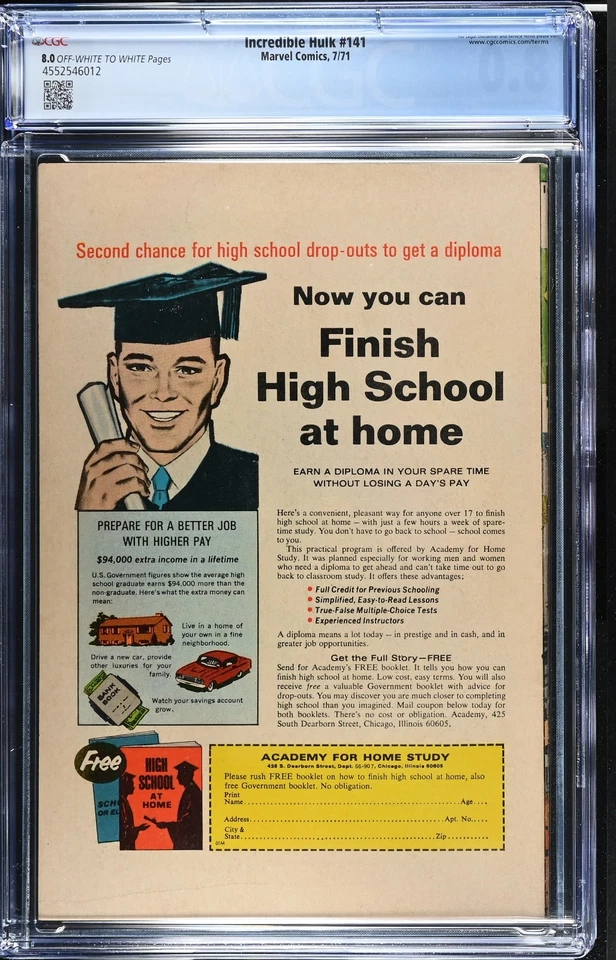 CGC
Incredible Hulk #141
8.0 OFF-WHITE TO WHITE Pages
Marvel Comics, 7/71
www.cgccomics.com/terms
4552546012
Second chance for high school drop-outs to get a diploma
Now you can
Finish
High School
at home
EARN A DIPLOMA IN YOUR SPARE TIME
WITHOUT LOSING A DAY'S PAY
PREPARE FOR A BETTER JOB
WITH HIGHER PAY
$94,000 extra income in a lifetime
U.S. Government figures show the average high
school graduate earns $94,000 more than the
non-graduate. Here's what the extra money can
mean:
Live in a home of
your own in a fine
neighborhood.
Drive a new car, provide
other luxuries for your
family.
BANK
BOOK
Watch your savings account
grow.
Here's a convenient, pleasant way for anyone over 17 to finish
high school at home — with just a few hours a week of spare-
time study. You don't have to go back to school — school comes
to you.
This practical program is offered by Academy for Home
Study. It was planned especially for working men and women
who need a diploma to get ahead and can't take time out to go
back to classroom study. It offers these advantages;
• Full Credit for Previous Schooling
• Simplified, Easy-to-Read Lessons
• True-False Multiple-Choice Tests
• Experienced Instructors
A diploma means a lot today — in prestige and in cash, and in
greater job opportunities.
Get the Full Story—FREE
Send for Academy's FREE booklet. It tells you how you can
finish high school at home. Low cost, easy terms. You will also
receive free a valuable Government booklet with advice for
drop-outs. You may discover you are much closer to completing
high school than you imagined. Mail coupon below today for
both booklets. There's no cost or obligation. Academy, 425
South Dearborn Street, Chicago, Illinois 60605,
Free
HIGH
SCHOOL
AT
HOME
SCH
OR EL
ACADEMY FOR HOME STUDY
Dearborn Street, Dept. 56-907, Chicago, Illinois 60605
Please rush FREE booklet on how to finish high school at home, also
free Government booklet. No obligation.
Print
Name Age
Address Apt. No.
City &
State Zip